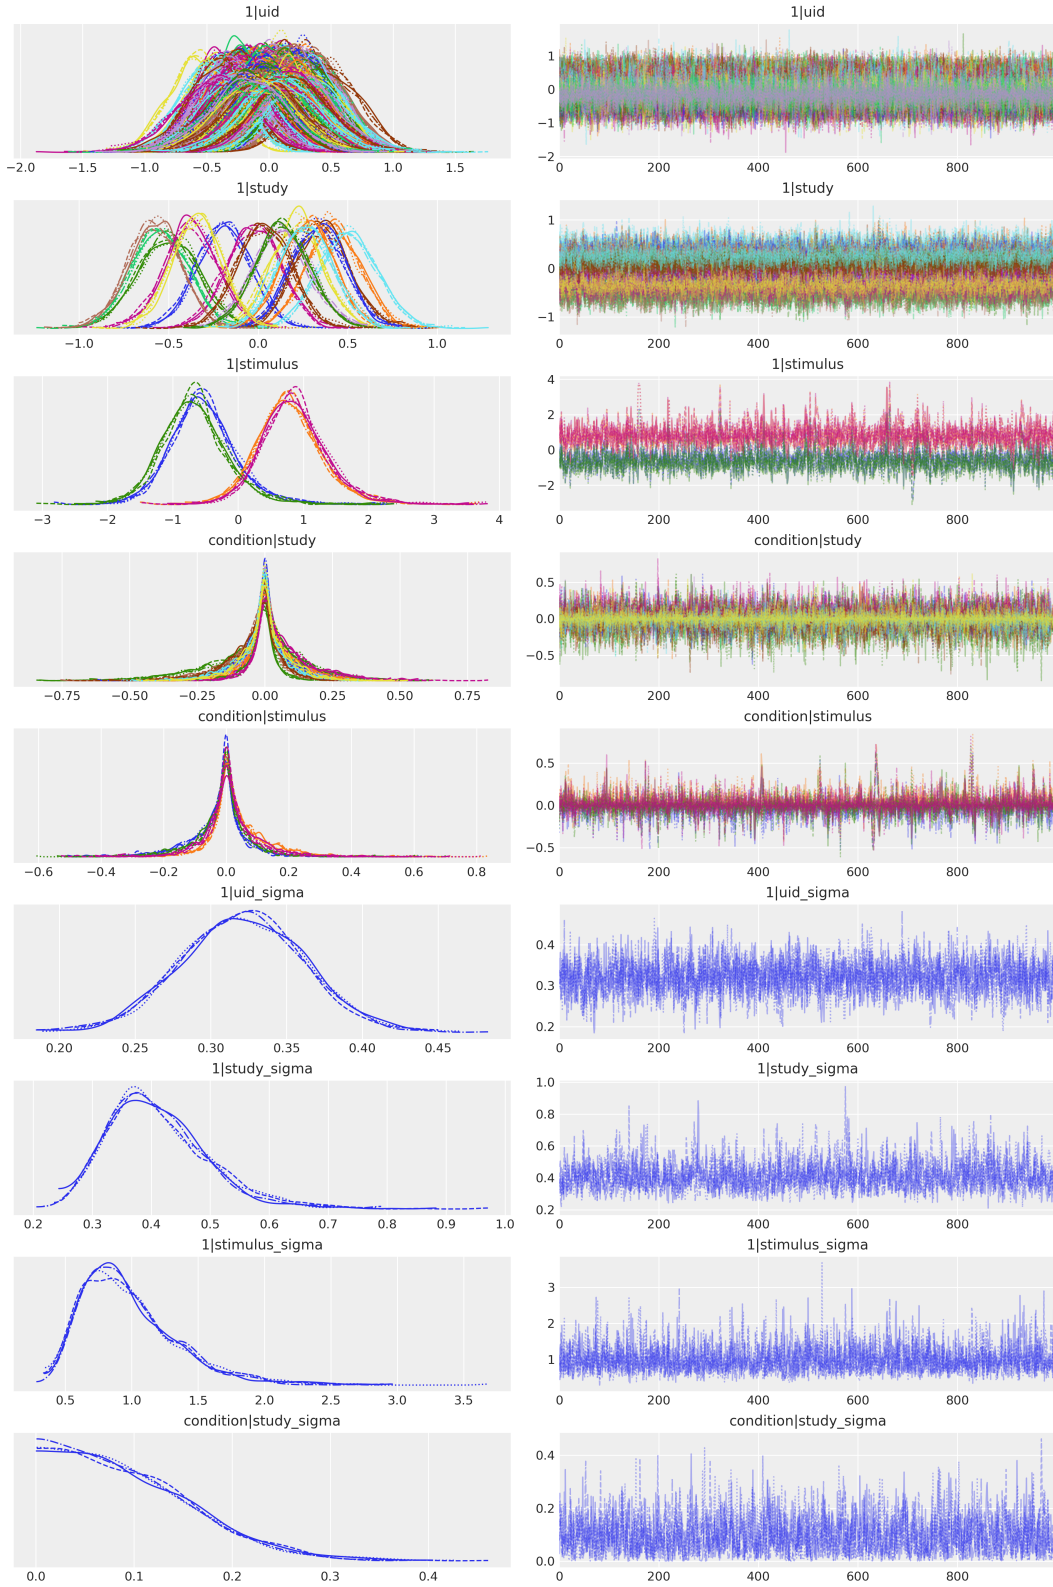 1|uid 1|uid
1
0
−1
−2
−2.0 −1.5 −1.0 −0.5 0.0 0.5 1.0 1.5 0 200 400 600 800
1|study 1|study
1
0
−1
−1.0 −0.5 0.0 0.5 1.0 0 200 400 600 800
1|stimulus 1|stimulus
4
2
0
−2
−3 −2 −1 0 1 2 3 4 0 200 400 600 800
condition|study condition|study
0.5
0.0
−0.5
−0.75 −0.50 −0.25 0.00 0.25 0.50 0.75 0 200 400 600 800
condition|stimulus condition|stimulus
0.5
0.0
−0.5
−0.6 −0.4 −0.2 0.0 0.2 0.4 0.6 0.8 0 200 400 600 800
1|uid_sigma 1|uid_sigma
0.4
0.3
0.2
0.20 0.25 0.30 0.35 0.40 0.45 0 200 400 600 800
1|study_sigma 1|study_sigma
1.0
0.8
0.6
0.4
0.2
0.2 0.3 0.4 0.5 0.6 0.7 0.8 0.9 1.0 0 200 400 600 800
1|stimulus_sigma 1|stimulus_sigma
3
2
1
0.5 1.0 1.5 2.0 2.5 3.0 3.5 0 200 400 600 800
condition|study_sigma condition|study_sigma
0.4
0.2
0.0
0.0 0.1 0.2 0.3 0.4 0 200 400 600 800